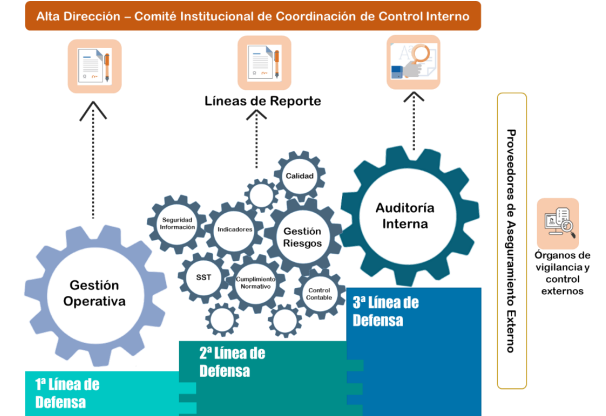 Alta Dirección – Comité Institucional de Coordinación de Control Interno
Líneas de Reporte
Calidad
Seguridad
Información
Indicadores
Gestión
Riesgos
Auditoría
Interna
Gestión
Operativa
SST
Cumplimiento
Normativo
Control
Contable
1ª Línea de
Defensa
2ª Línea de
Defensa
3ª Línea de
Defensa
Proveedores de Aseguramiento Externo
Órganos de
vigilancia y
control
externos